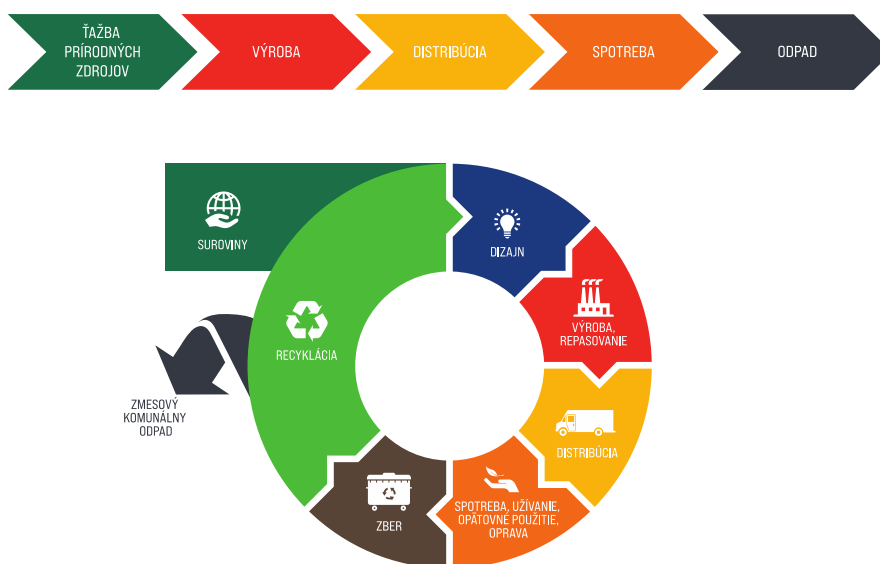 ŤAŽBA
PRÍRODNÝCH
ZDROJOV
VÝROBA
DISTRIBÚCIA
SPOTREBA
ODPAD
SUROVINY
DIZAJN
VÝROBA,
REPASOVANIE
RECYKLÁCIA
ZMESOVÝ
KOMUNÁLNY
ODPAD
DISTRIBÚCIA
SPOTREBA, UŽÍVANIE,
OPÄTOVNÉ POUŽITIE,
OPRAVA
ZBER